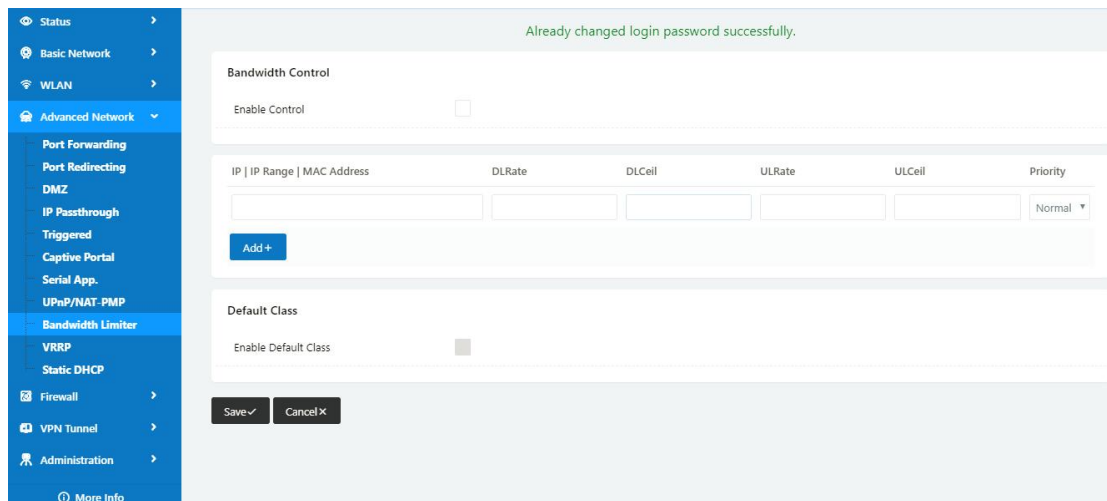 Status
Basic Network
WLAN
Advanced Network
Port Forwarding
Port Redirecting
DMZ
IP Passthrough
Triggered
Captive Portal
Serial App.
UPnP/NAT-PMP
Bandwidth Limiter
VRRP
Static DHCP
Firewall
VPN Tunnel
Administration
More Info
Already changed login password successfully.
Bandwidth Control
Enable Control
IP | IP Range | MAC Address DLRate DLCeil ULRate ULCeil Priority
Normal
Add+
Default Class
Enable Default Class
Save Cancel